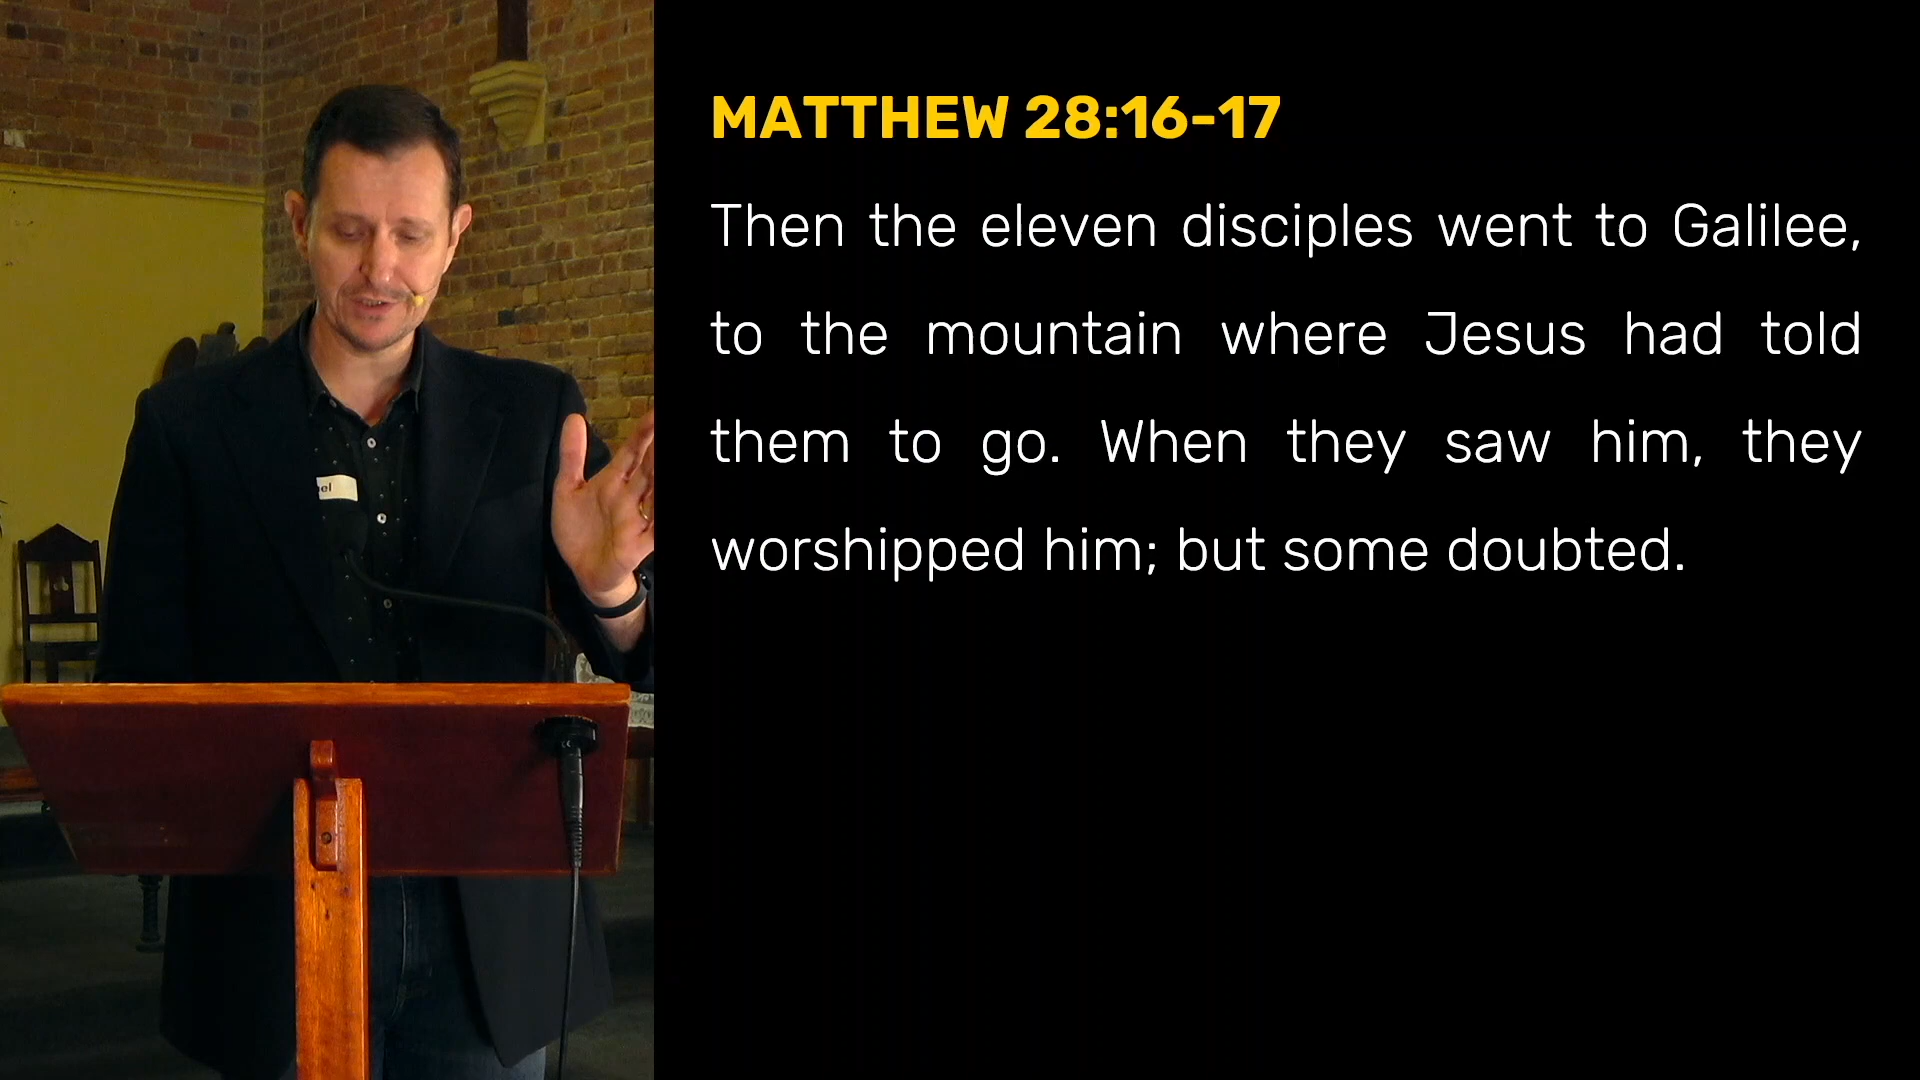 MATTHEW 28:16-17
Then the eleven disciples went to Galilee,
to the mountain where Jesus had told
them to go. When they saw him, they
worshipped him; but some doubted.